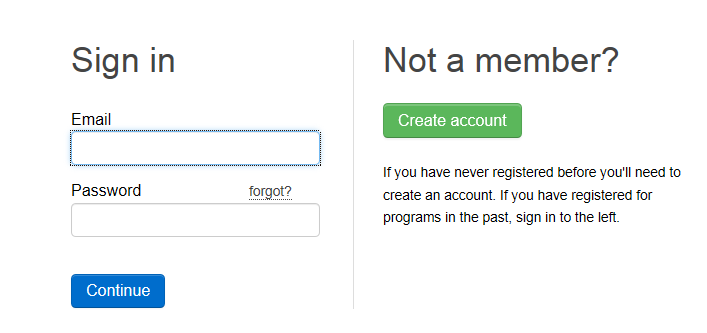 Sign in
Email
Password
forgot?
Continue
Not a member?
Create account
If you have never registered before you'll need to
create an account. If you have registered for
programs in the past, sign in to the left.